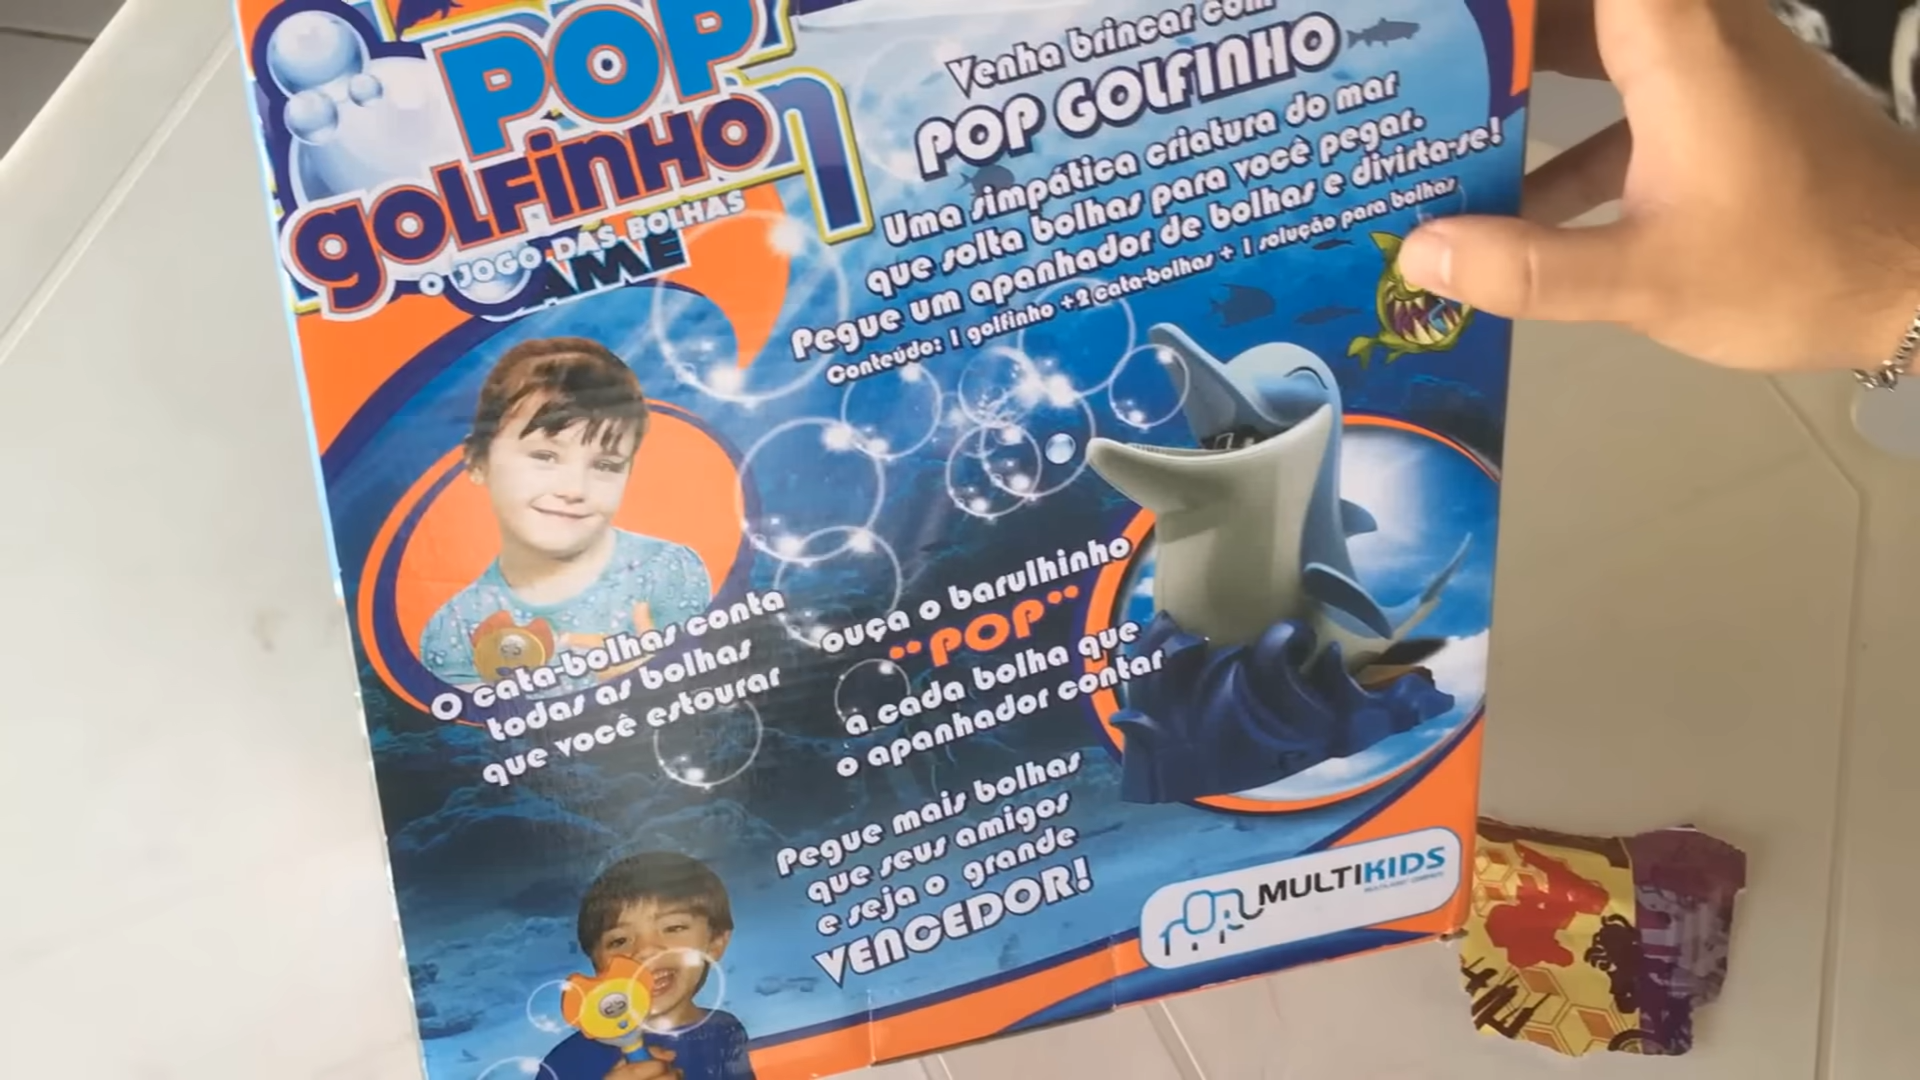 POP
GOLFINHO
O JOGO DAS BOLHAS
AME
Venha brincar com
POP GOLFINHO
Uma simpática criatura do mar
que solta bolhas para você pegar.
Pegue um apanhador de bolhas e divirta-se!
Conteúdo: 1 golfinho +2 cata-bolhas + 1 solução para bolhas
O cata-bolhas conta
todas as bolhas
que você estourar
ouça o barulhinho
"POP"
a cada bolha que
o apanhador contar
Pegue mais bolhas
que seus amigos
e seja o grande
VENCEDOR!
MULTIKIDS